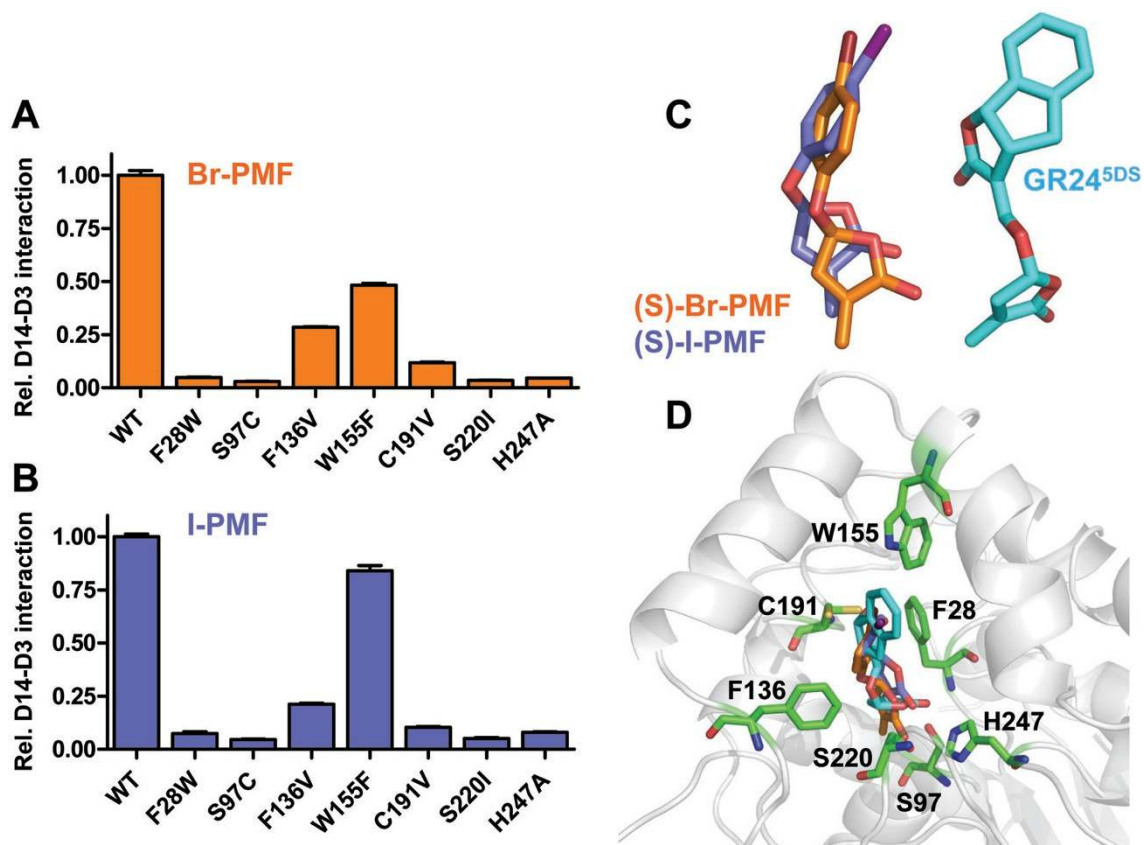 A
Rel. D14-D3 interaction
1.00
0.75
0.50
0.25
0.00
Br-PMF
WT
F28W
S97C
F136V
W155F
C191V
S220I
H247A
B
Rel. D14-D3 interaction
1.00
0.75
0.50
0.25
0.00
I-PMF
WT
F28W
S97C
F136V
W155F
C191V
S220I
H247A
C
GR24⁵ᴰˢ
(S)-Br-PMF
(S)-I-PMF
D
W155
C191
F28
F136
H247
S220
S97